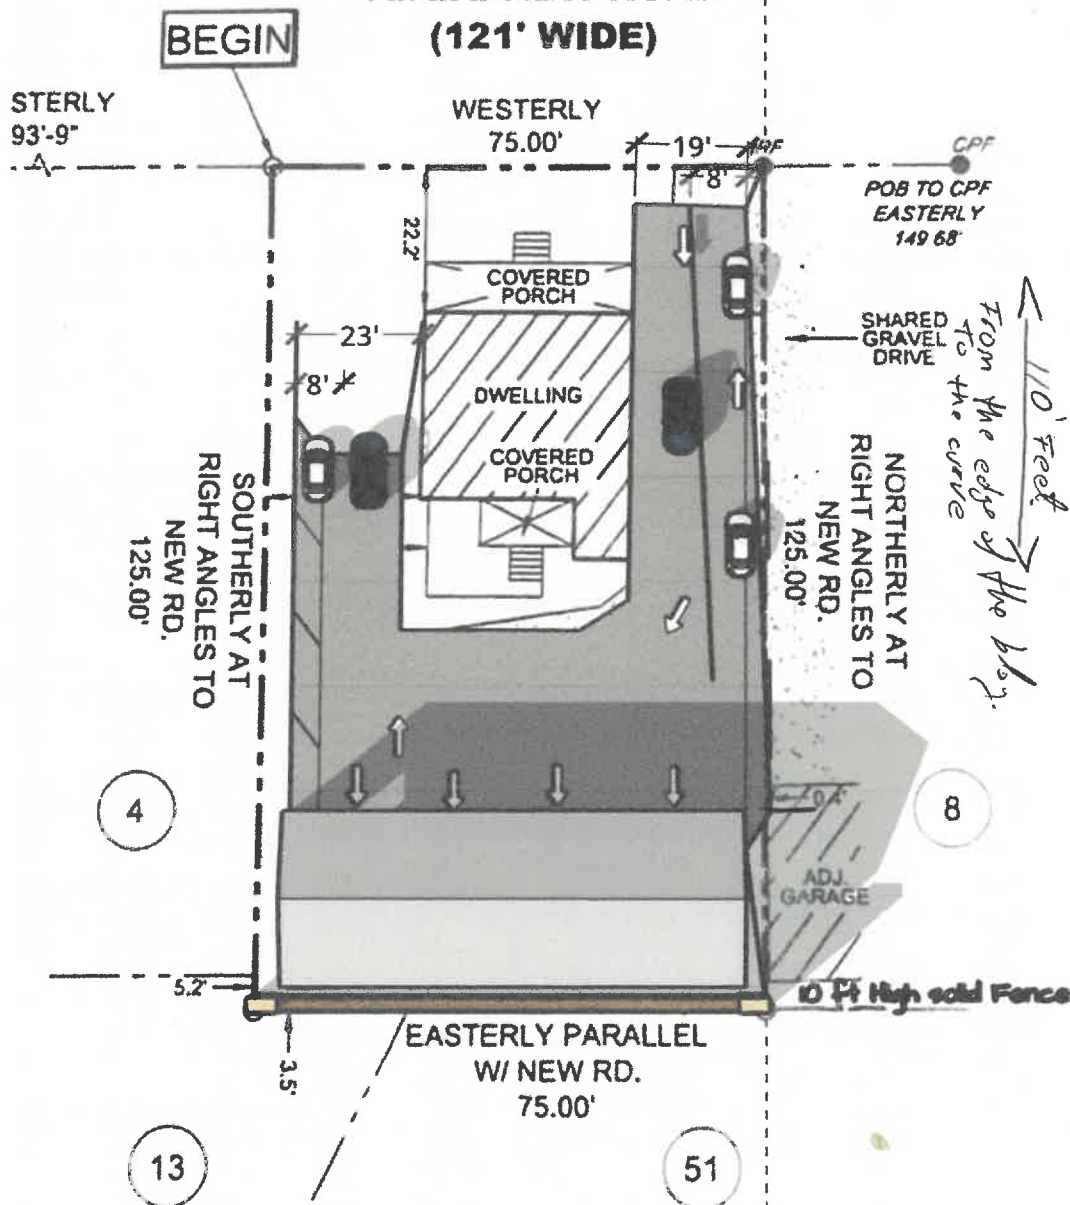 (121' WIDE)
BEGIN
STERLY
93'-9"
WESTERLY
75.00'
19'
8'
CPF
POB TO CPF
EASTERLY
149.68'
22.2'
COVERED
PORCH
23'
8'
DWELLING
COVERED
PORCH
SHARED
GRAVEL
DRIVE
110' Feet
From the edge of the
to the curve
SOUTHERLY AT
RIGHT ANGLES TO
NEW RD.
125.00'
NORTHERLY AT
RIGHT ANGLES TO
NEW RD.
125.00'
4
8
0.4'
ADJ.
GARAGE
5.2'
10 ft High solid Fence
3.5'
EASTERLY PARALLEL
W/ NEW RD.
75.00'
13
51